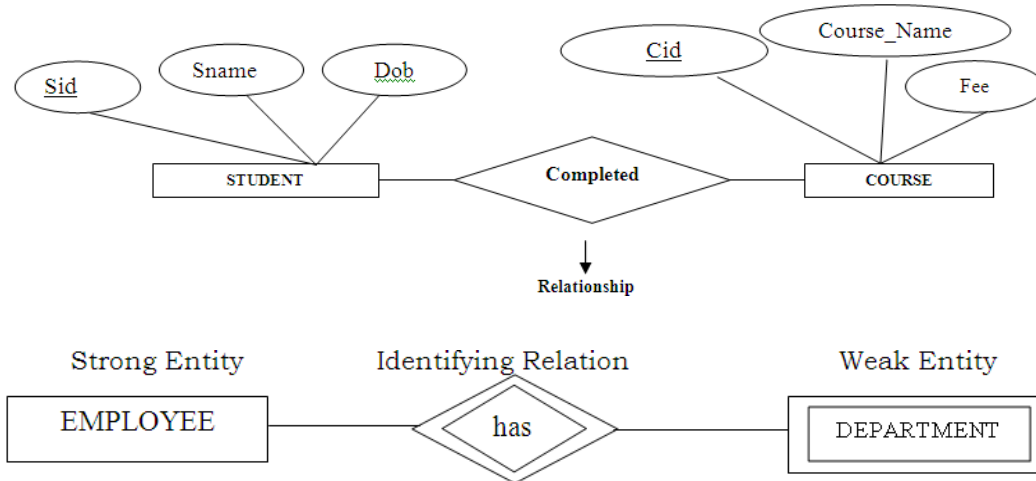 Sid
Sname
Dob
Cid
Course_Name
Fee
STUDENT
Completed
COURSE
Relationship
Strong Entity
Identifying Relation
Weak Entity
EMPLOYEE
has
DEPARTMENT